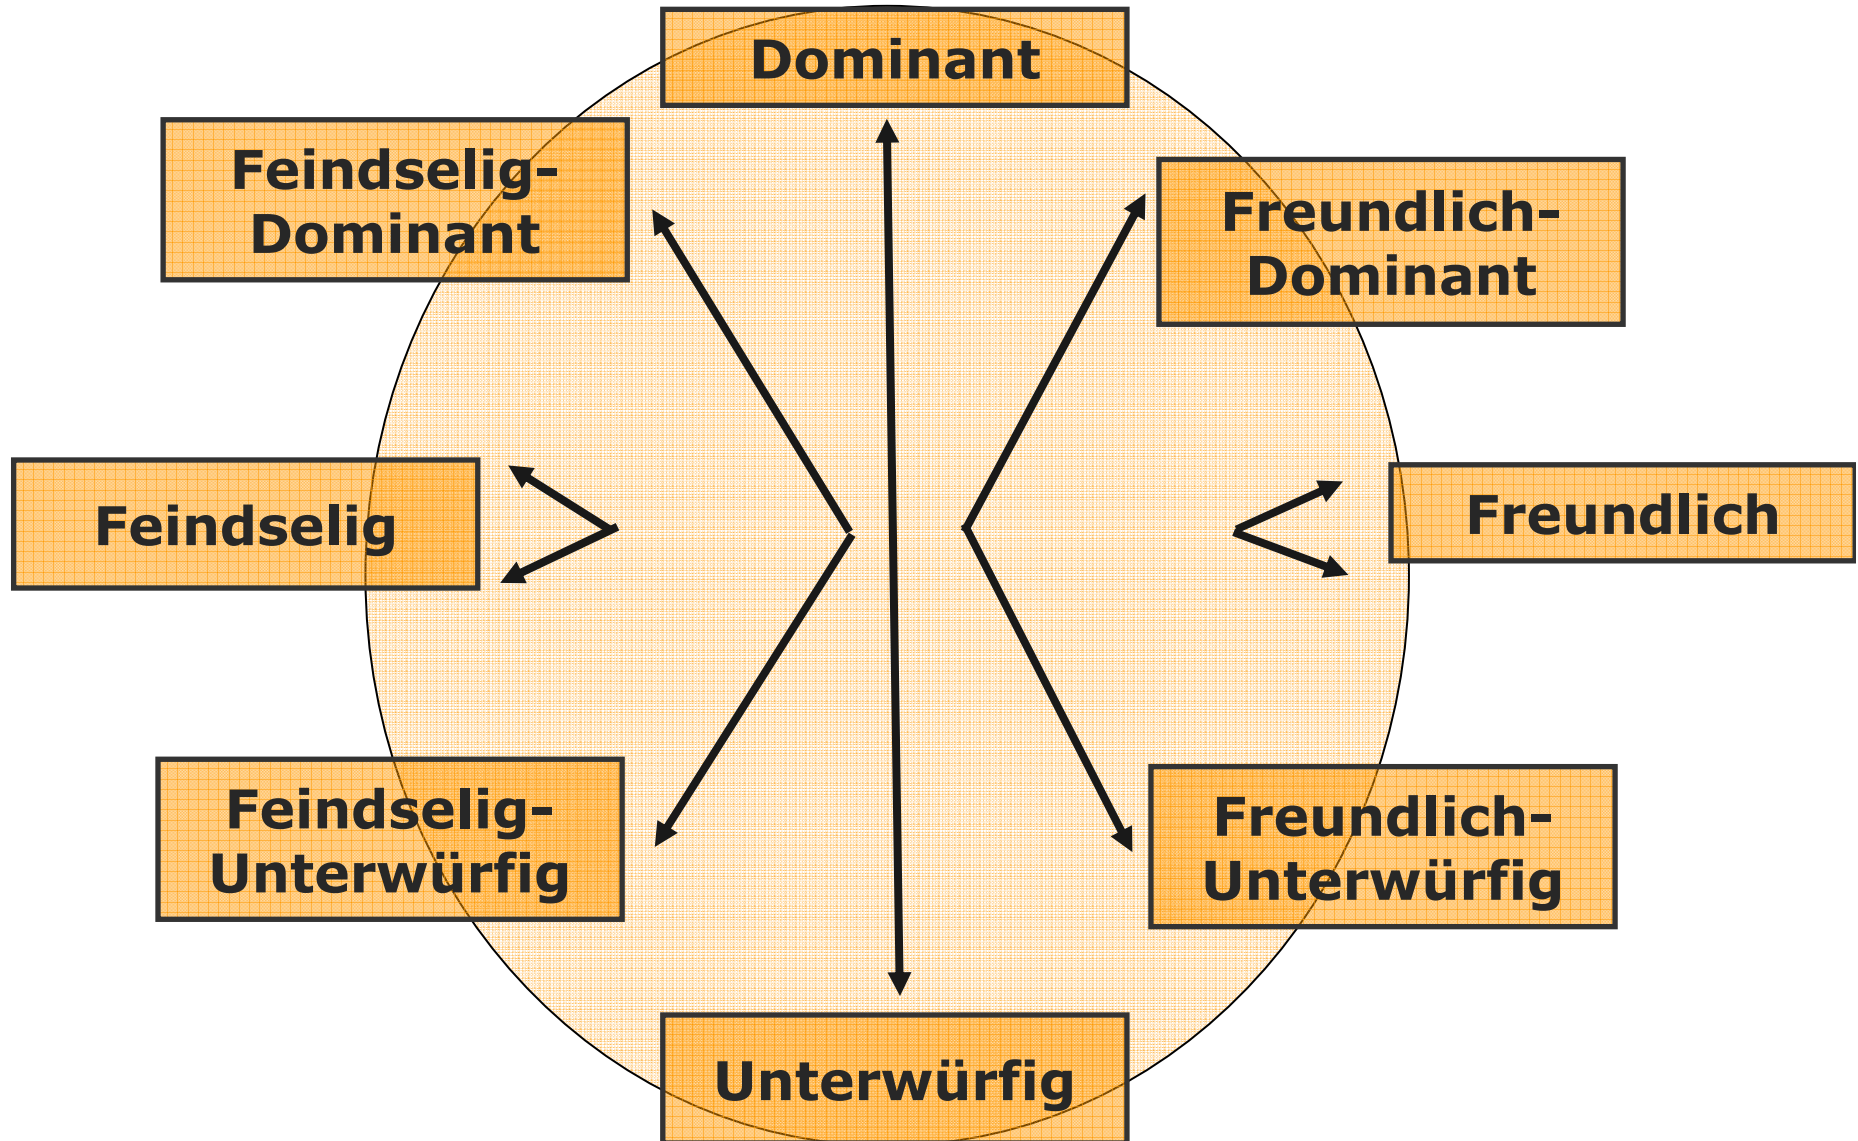 Dominant
Feindselig-
Dominant
Freundlich-
Dominant
Feindselig
Freundlich
Feindselig-
Unterwürfig
Freundlich-
Unterwürfig
Unterwürfig